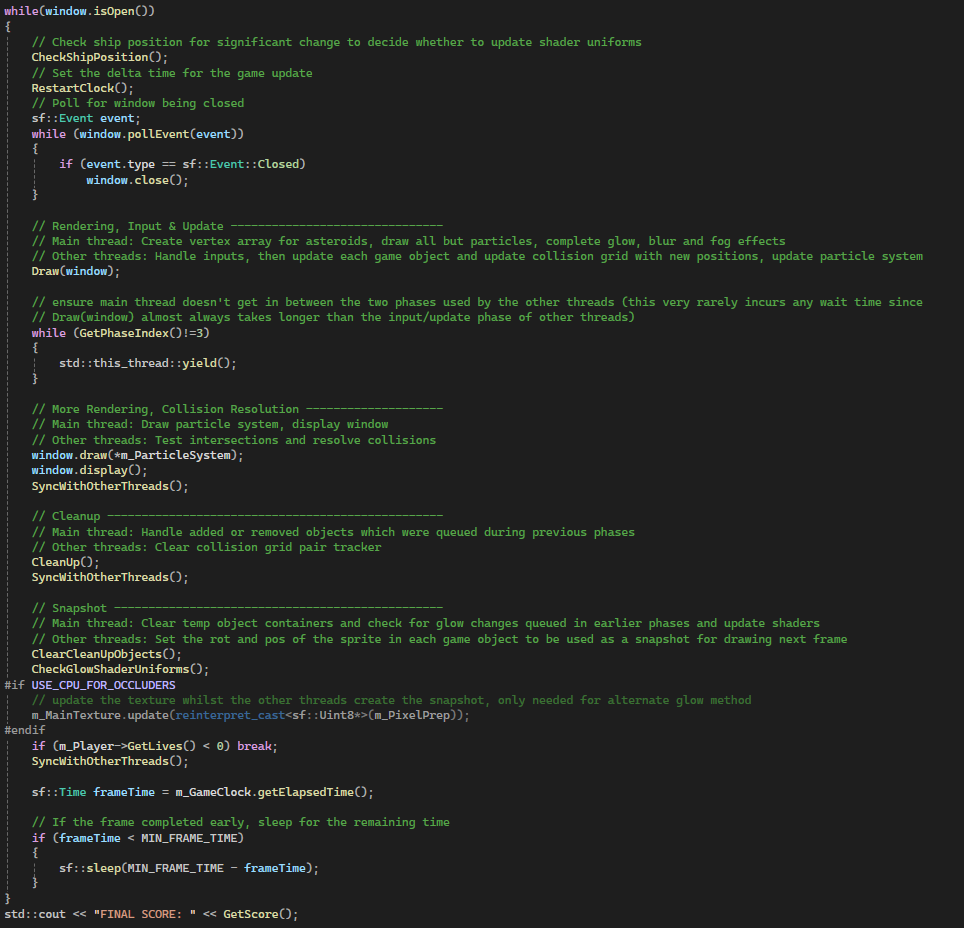 while(window.isOpen())
{
    // Check ship position for significant change to decide whether to update shader uniforms
    CheckShipPosition();
    // Set the delta time for the game update
    RestartClock();
    // Poll for window being closed
    sf::Event event;
    while (window.pollEvent(event))
    {
        if (event.type == sf::Event::Closed)
            window.close();
    }

    // Rendering, Input & Update -------------------------------
    // Main thread: Create vertex array for asteroids, draw all but particles, complete glow, blur and fog effects
    // Other threads: Handle inputs, then update each game object and update collision grid with new positions, update particle system
    Draw(window);

    // ensure main thread doesn't get in between the two phases used by the other threads (this very rarely incurs any wait time since
    // Draw(window) almost always takes longer than the input/update phase of other threads)
    while (GetPhaseIndex()!=3)
    {
        std::this_thread::yield();
    }

    // More Rendering, Collision Resolution --------------------
    // Main thread: Draw particle system, display window
    // Other threads: Test intersections and resolve collisions
    window.draw(*m_ParticleSystem);
    window.display();
    SyncWithOtherThreads();

    // Cleanup -------------------------------------------------
    // Main thread: Handle added or removed objects which were queued during previous phases
    // Other threads: Clear collision grid pair tracker
    CleanUp();
    SyncWithOtherThreads();

    // Snapshot ------------------------------------------------
    // Main thread: Clear temp object containers and check for glow changes queued in earlier phases and update shaders
    // Other threads: Set the rot and pos of the sprite in each game object to be used as a snapshot for drawing next frame
    ClearCleanUpObjects();
    CheckGlowShaderUniforms();
#if USE_CPU_FOR_OCCLUDERS
    // update the texture whilst the other threads create the snapshot, only needed for alternate glow method
    m_MainTexture.update(reinterpret_cast<sf::Uint8*>(m_PixelPrep));
#endif
    if (m_Player->GetLives() < 0) break;
    SyncWithOtherThreads();

    sf::Time frameTime = m_GameClock.getElapsedTime();

    // If the frame completed early, sleep for the remaining time
    if (frameTime < MIN_FRAME_TIME)
    {
        sf::sleep(MIN_FRAME_TIME - frameTime);
    }
}
std::cout << "FINAL SCORE: " << GetScore();